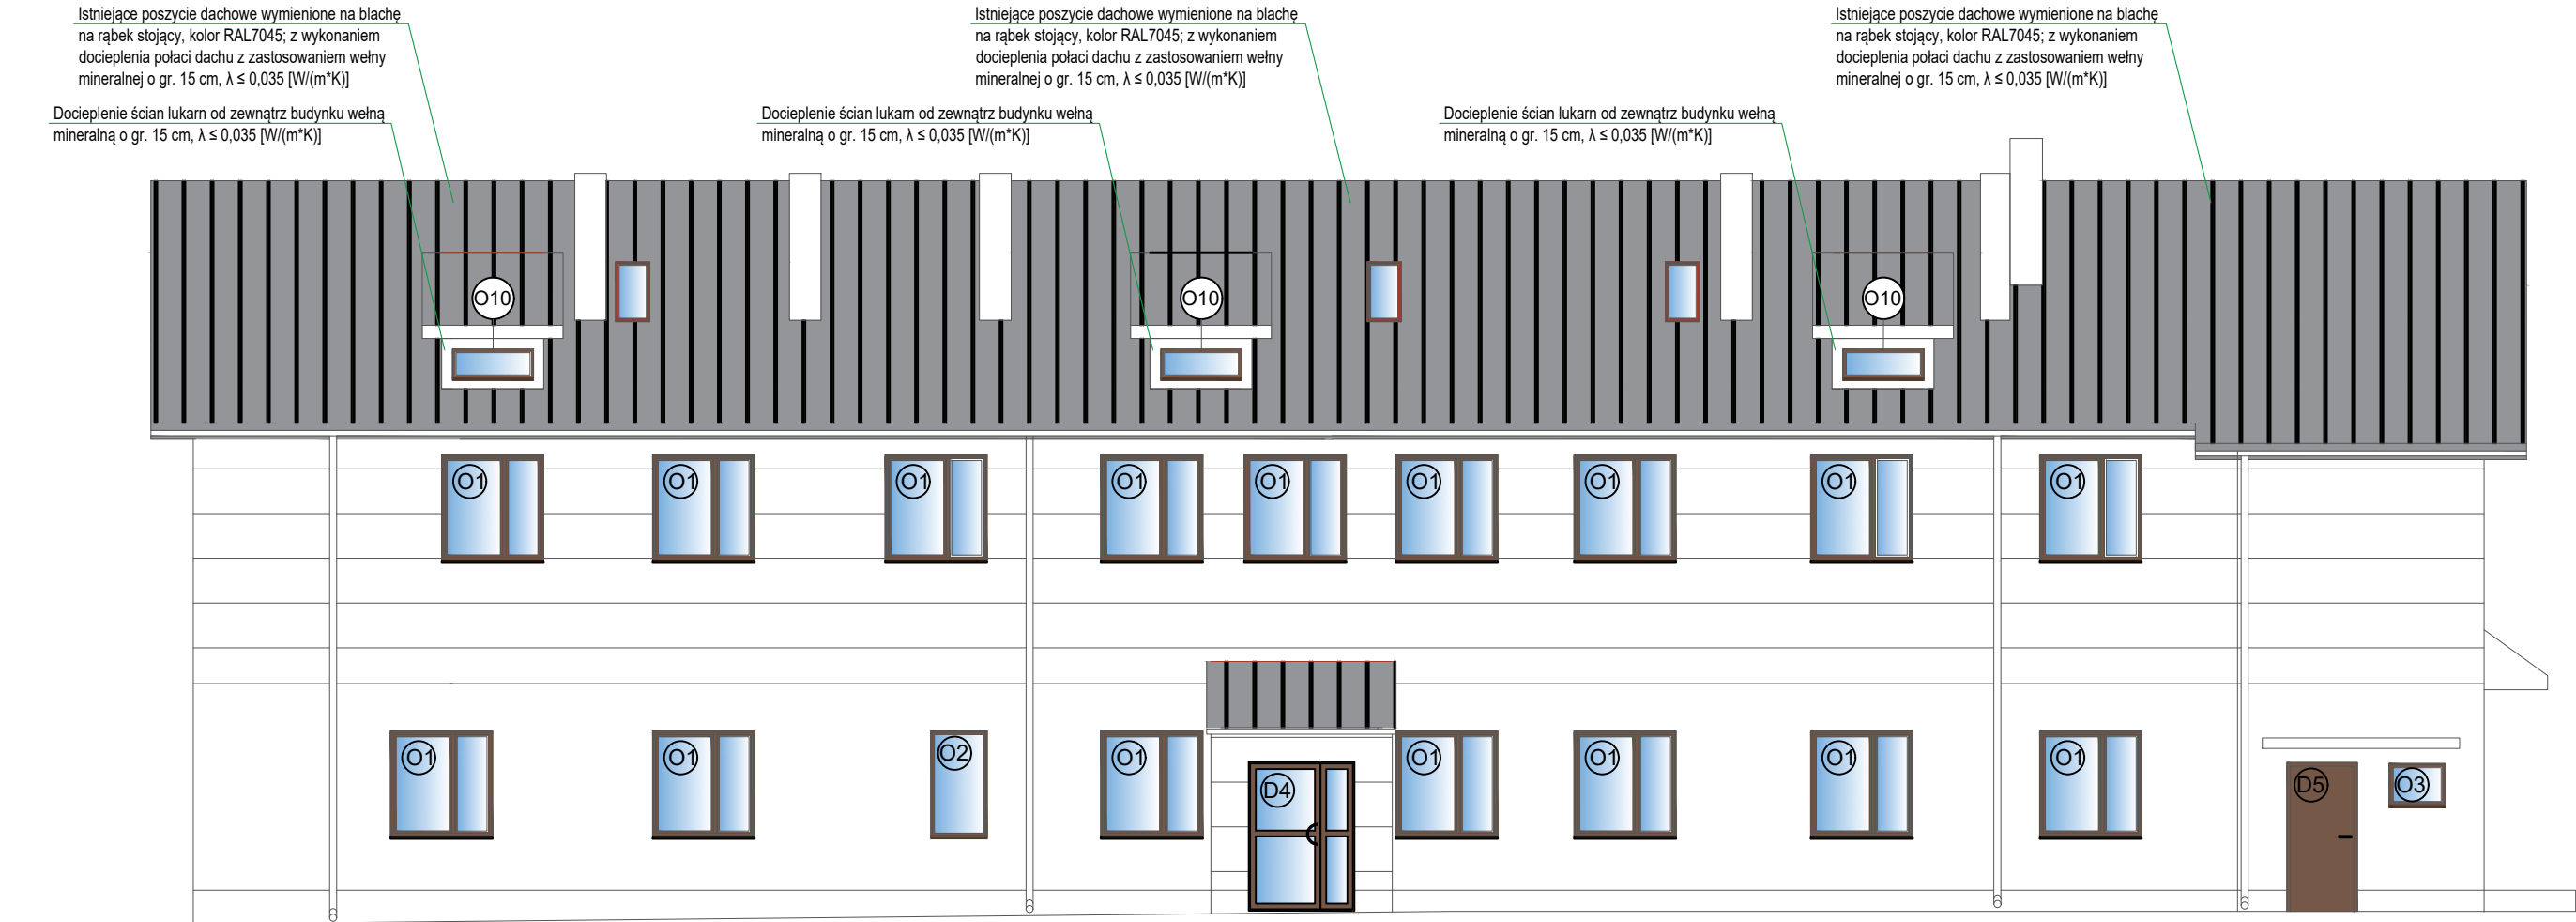 Istniejące poszycie dachowe wymienione na blachę
na rąbek stojący, kolor RAL7045; z wykonaniem
docieplenia połaci dachu z zastosowaniem wełny
mineralnej o gr. 15 cm, λ ≤ 0,035 [W/(m*K)]
Istniejące poszycie dachowe wymienione na blachę
na rąbek stojący, kolor RAL7045; z wykonaniem
docieplenia połaci dachu z zastosowaniem wełny
mineralnej o gr. 15 cm, λ ≤ 0,035 [W/(m*K)]
Istniejące poszycie dachowe wymienione na blachę
na rąbek stojący, kolor RAL7045; z wykonaniem
docieplenia połaci dachu z zastosowaniem wełny
mineralnej o gr. 15 cm, λ ≤ 0,035 [W/(m*K)]
Docieplenie ścian lukarn od zewnątrz budynku wełną
mineralną o gr. 15 cm, λ ≤ 0,035 [W/(m*K)]
Docieplenie ścian lukarn od zewnątrz budynku wełną
mineralną o gr. 15 cm, λ ≤ 0,035 [W/(m*K)]
Docieplenie ścian lukarn od zewnątrz budynku wełną
mineralną o gr. 15 cm, λ ≤ 0,035 [W/(m*K)]
O10
O10
O10
O1
O1
O1
O1
O1
O1
O1
O1
O1
O1
O1
O2
O1
D4
O1
O1
O1
O1
D5
O3